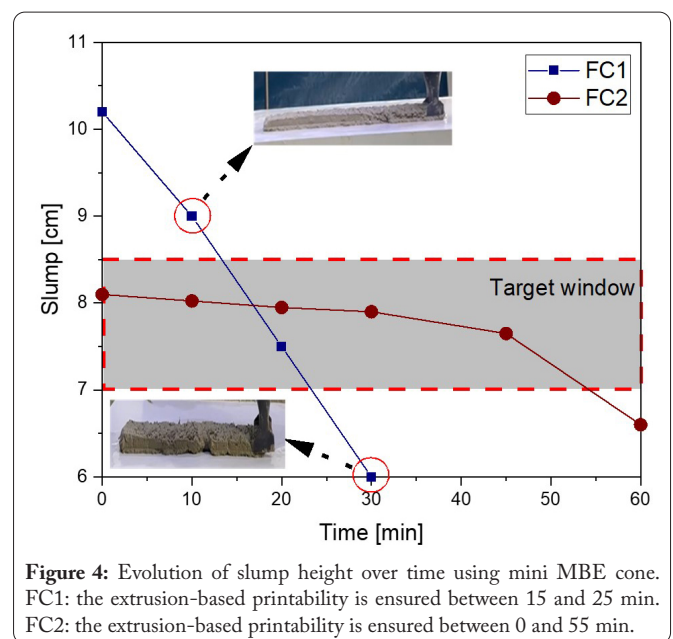 11
10
9
8
7
6
Slump [cm]
FC1
FC2
Target window
0 10 20 30 40 50 60
Time [min]
Figure 4: Evolution of slump height over time using mini MBE cone.
FC1: the extrusion-based printability is ensured between 15 and 25 min.
FC2: the extrusion-based printability is ensured between 0 and 55 min.